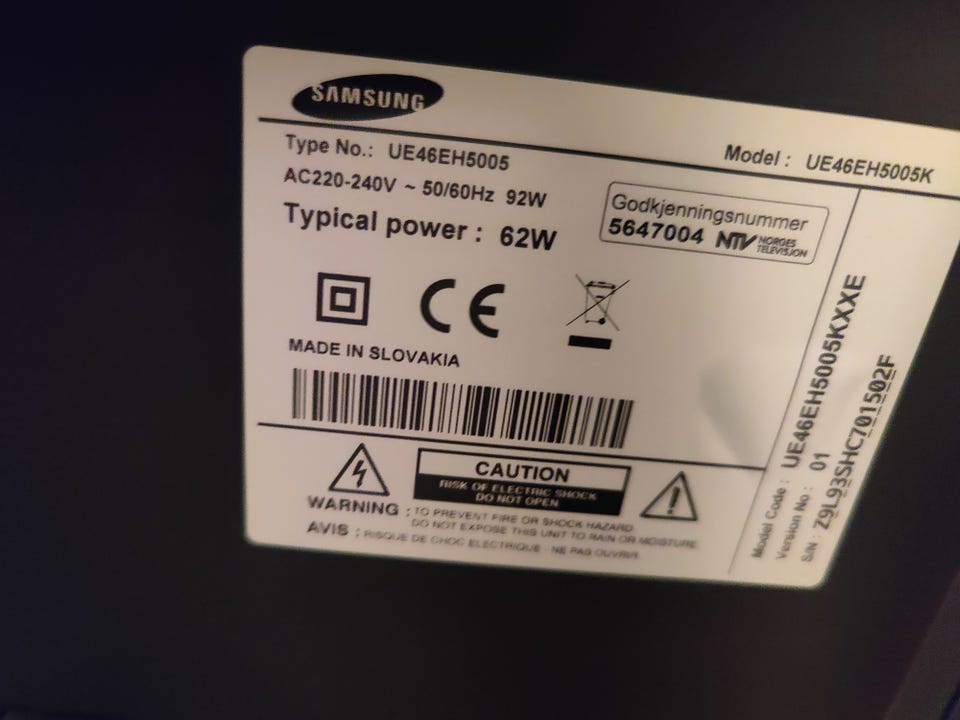 SAMSUNG
Type No.: UE46EH5005
Model : UE46EH5005K
AC220-240V ~ 50/60Hz 92W
Typical power : 62W
Godkjenningsnummer
5647004 NTV NORGES
TELEVISJON
CE
MADE IN SLOVAKIA
CAUTION
RISK OF ELECTRIC SHOCK
DO NOT OPEN
WARNING : TO PREVENT FIRE OR SHOCK HAZARD
DO NOT EXPOSE THIS UNIT TO RAIN OR MOISTURE
AVIS : RISQUE DE CHOC ELECTRIQUE - NE PAS OUVRIR
Model Code : UE46EH5005KXXXE
Version No : 01
S/N : Z9L93SHC701502F